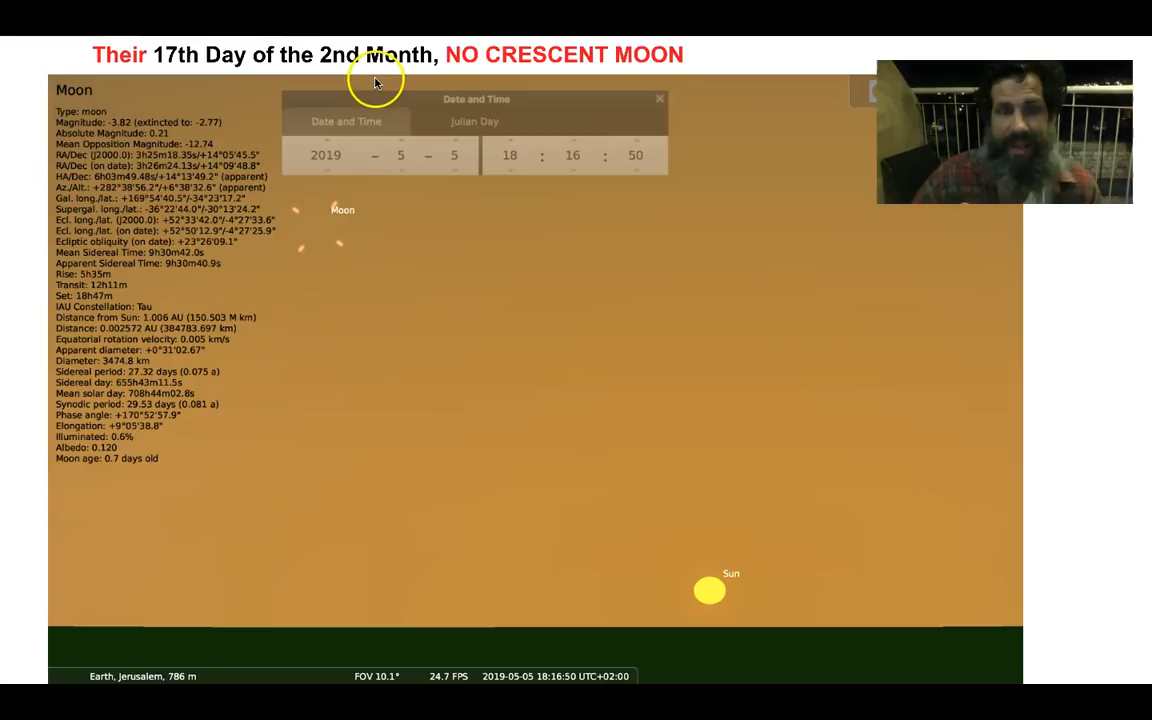 Their 17th Day of the 2nd Month, NO CRESCENT MOON
Moon
Type: moon
Magnitude: -3.82 (extincted to: -2.77)
Absolute Magnitude: 0.21
Mean Opposition Magnitude: -12.74
RA/Dec (J2000.0): 3h25m18.35s/+14°05'45.5"
RA/Dec (on date): 3h26m24.13s/+14°09'48.8"
HA/Dec: 6h03m49.48s/+14°13'49.2" (apparent)
Az./Alt.: +282°38'56.2"/+6°38'32.6" (apparent)
Gal. long./lat.: +169°54'40.5"/-34°23'17.2"
Supergal. long./lat.: -36°22'44.0"/-30°13'24.2"
Ecl. long./lat. (J2000.0): +52°33'42.0"/-4°27'33.6"
Ecl. long./lat. (on date): +52°50'12.9"/-4°27'25.9"
Ecliptic obliquity (on date): +23°26'09.1"
Mean Sidereal Time: 9h30m42.0s
Apparent Sidereal Time: 9h30m40.9s
Rise: 5h35m
Transit: 12h11m
Set: 18h47m
IAU Constellation: Tau
Distance from Sun: 1.006 AU (150.503 M km)
Distance: 0.002572 AU (384783.697 km)
Equatorial rotation velocity: 0.005 km/s
Apparent diameter: +0°31'02.67"
Diameter: 3474.8 km
Sidereal period: 27.32 days (0.075 a)
Sidereal day: 655h43m11.5s
Mean solar day: 708h44m02.8s
Synodic period: 29.53 days (0.081 a)
Phase angle: +170°52'57.9"
Elongation: +9°05'38.8"
Illuminated: 0.6%
Albedo: 0.120
Moon age: 0.7 days old
Date and Time
Date and Time Julian Day
2019 – 5 – 5 18 : 16 : 50
Moon
Sun
Earth, Jerusalem, 786 m FOV 10.1° 24.7 FPS 2019-05-05 18:16:50 UTC+02:00